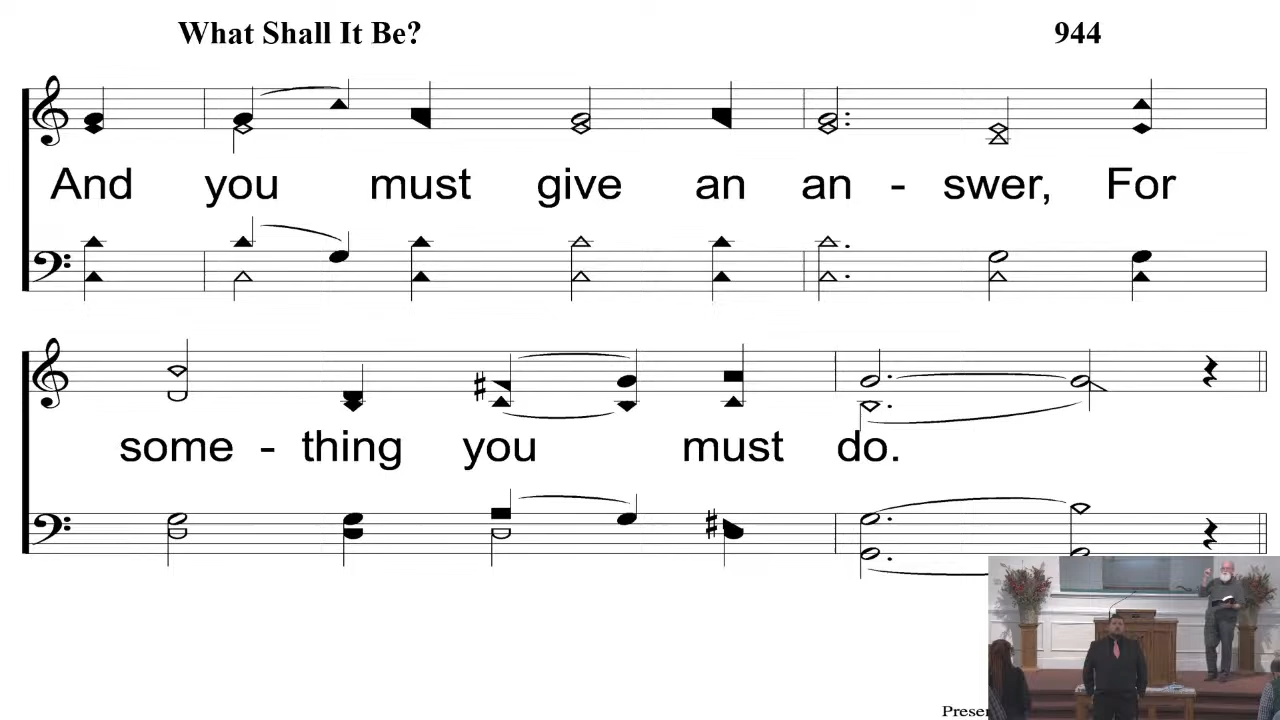 What Shall It Be? 944
And you must give an an - swer, For
some - thing you must do.